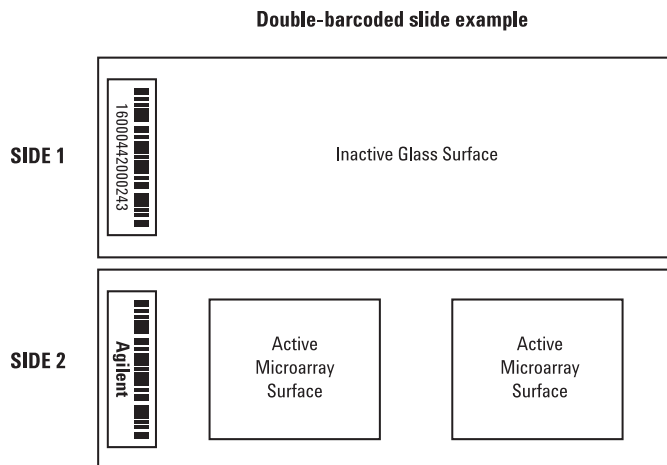 Double-barcoded slide example
SIDE 1
16000442000243
Inactive Glass Surface
SIDE 2
Agilent
Active
Microarray
Surface
Active
Microarray
Surface